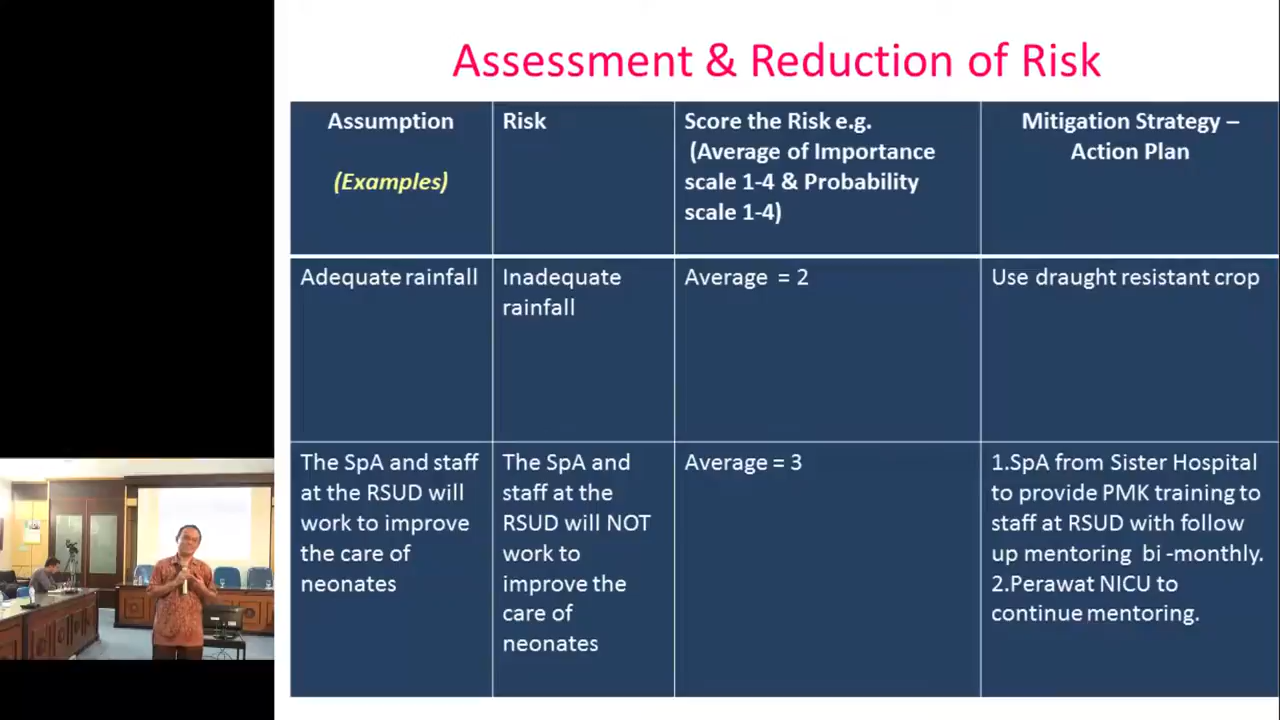 Assessment & Reduction of Risk
Assumption
(Examples)
Risk
Score the Risk e.g.
(Average of Importance
scale 1-4 & Probability
scale 1-4)
Mitigation Strategy –
Action Plan
Adequate rainfall
Inadequate
rainfall
Average = 2
Use draught resistant crop
The SpA and staff
at the RSUD will
work to improve
the care of
neonates
The SpA and
staff at the
RSUD will NOT
work to
improve the
care of
neonates
Average = 3
1.SpA from Sister Hospital
to provide PMK training to
staff at RSUD with follow
up mentoring bi -monthly.
2.Perawat NICU to
continue mentoring.